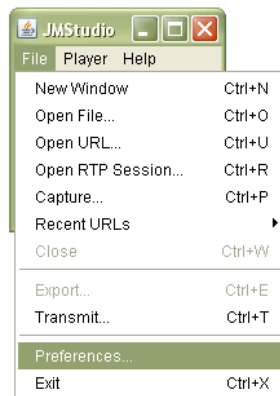 JMStudio
File Player Help
New Window Ctrl+N
Open File... Ctrl+O
Open URL... Ctrl+U
Open RTP Session... Ctrl+R
Capture... Ctrl+P
Recent URLs
Close Ctrl+W
Export... Ctrl+E
Transmit... Ctrl+T
Preferences...
Exit Ctrl+X